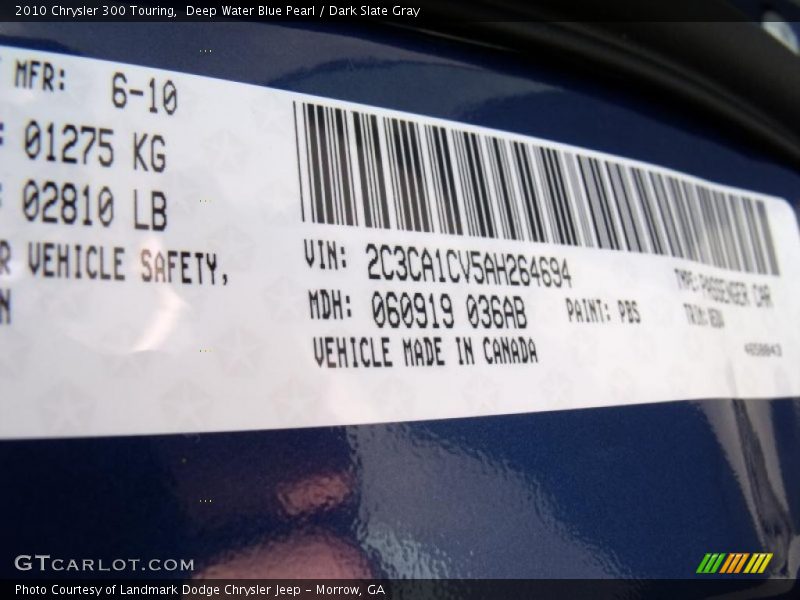 2010 Chrysler 300 Touring, Deep Water Blue Pearl / Dark Slate Gray
MFR: 6-10
01275 KG
02810 LB
R VEHICLE SAFETY,
N
VIN: 2C3CA1CV5AH264694
TYPE: PASSENGER CAR
MDH: 060919 036AB
PAINT: PBS
TRIM:
VEHICLE MADE IN CANADA
GTCARLOT.COM
Photo Courtesy of Landmark Dodge Chrysler Jeep - Morrow, GA